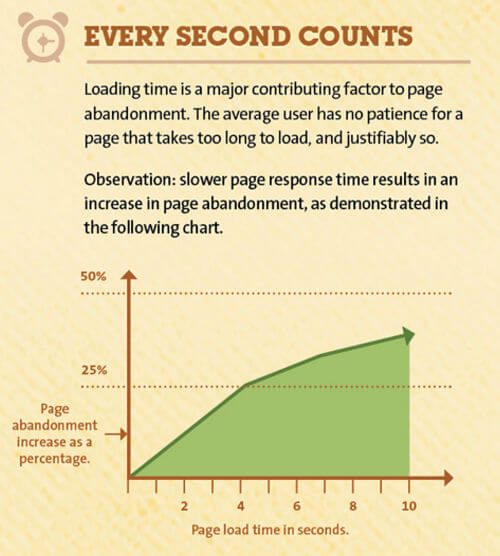 EVERY SECOND COUNTS
Loading time is a major contributing factor to page
abandonment. The average user has no patience for a
page that takes too long to load, and justifiably so.
Observation: slower page response time results in an
increase in page abandonment, as demonstrated in
the following chart.
50%
25%
Page
abandonment
increase as a
percentage.
2 4 6 8 10
Page load time in seconds.